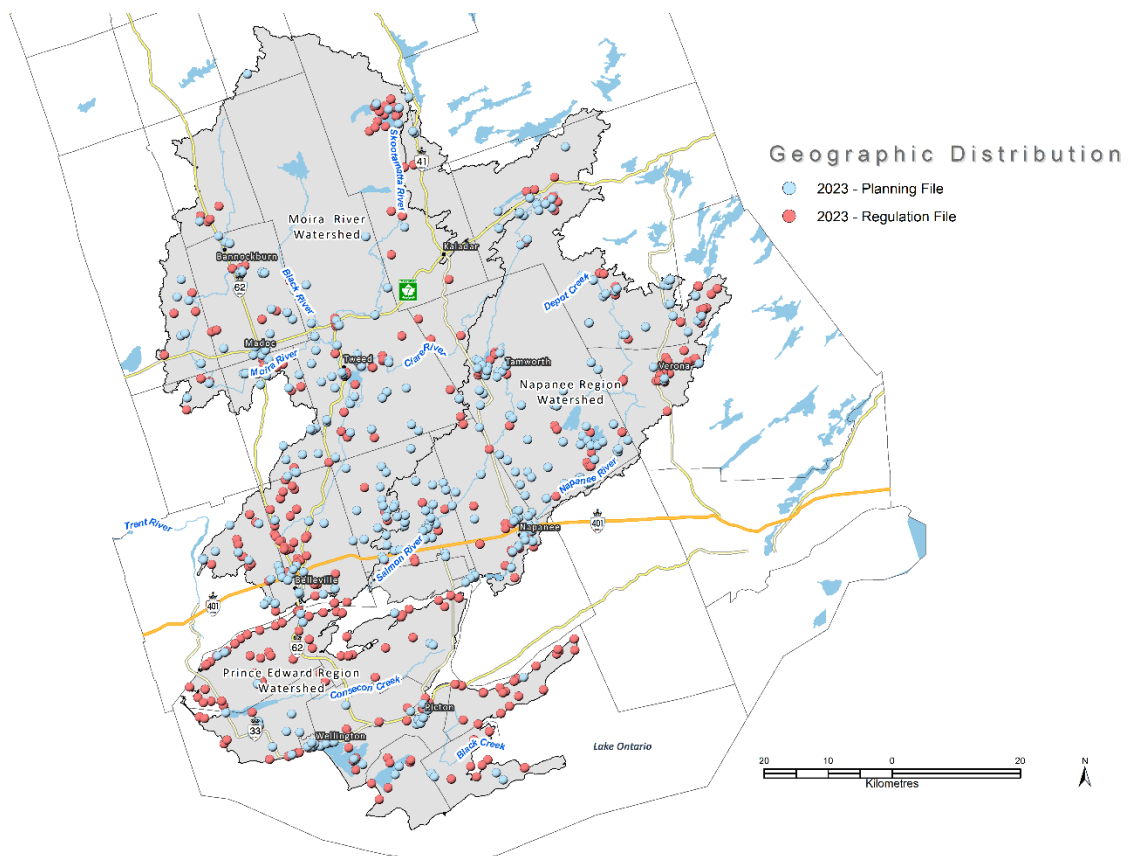 Geographic Distribution
2023 - Planning File
2023 - Regulation File
Skootamatta River
41
Moira River
Watershed
Kaladar
Bannockburn
62
Black River
7
Depot Creek
Madoc
Moira River
Tweed
Clare River
Tamworth
Verona
Napanee Region
Watershed
Napanee River
Trent River
Napanee
401
Salmon River
Belleville
401
62
Prince Edward Region
Watershed
Consecon Creek
Picton
33
Wellington
Black Creek
Lake Ontario
20 10 0 20
Kilometres
N